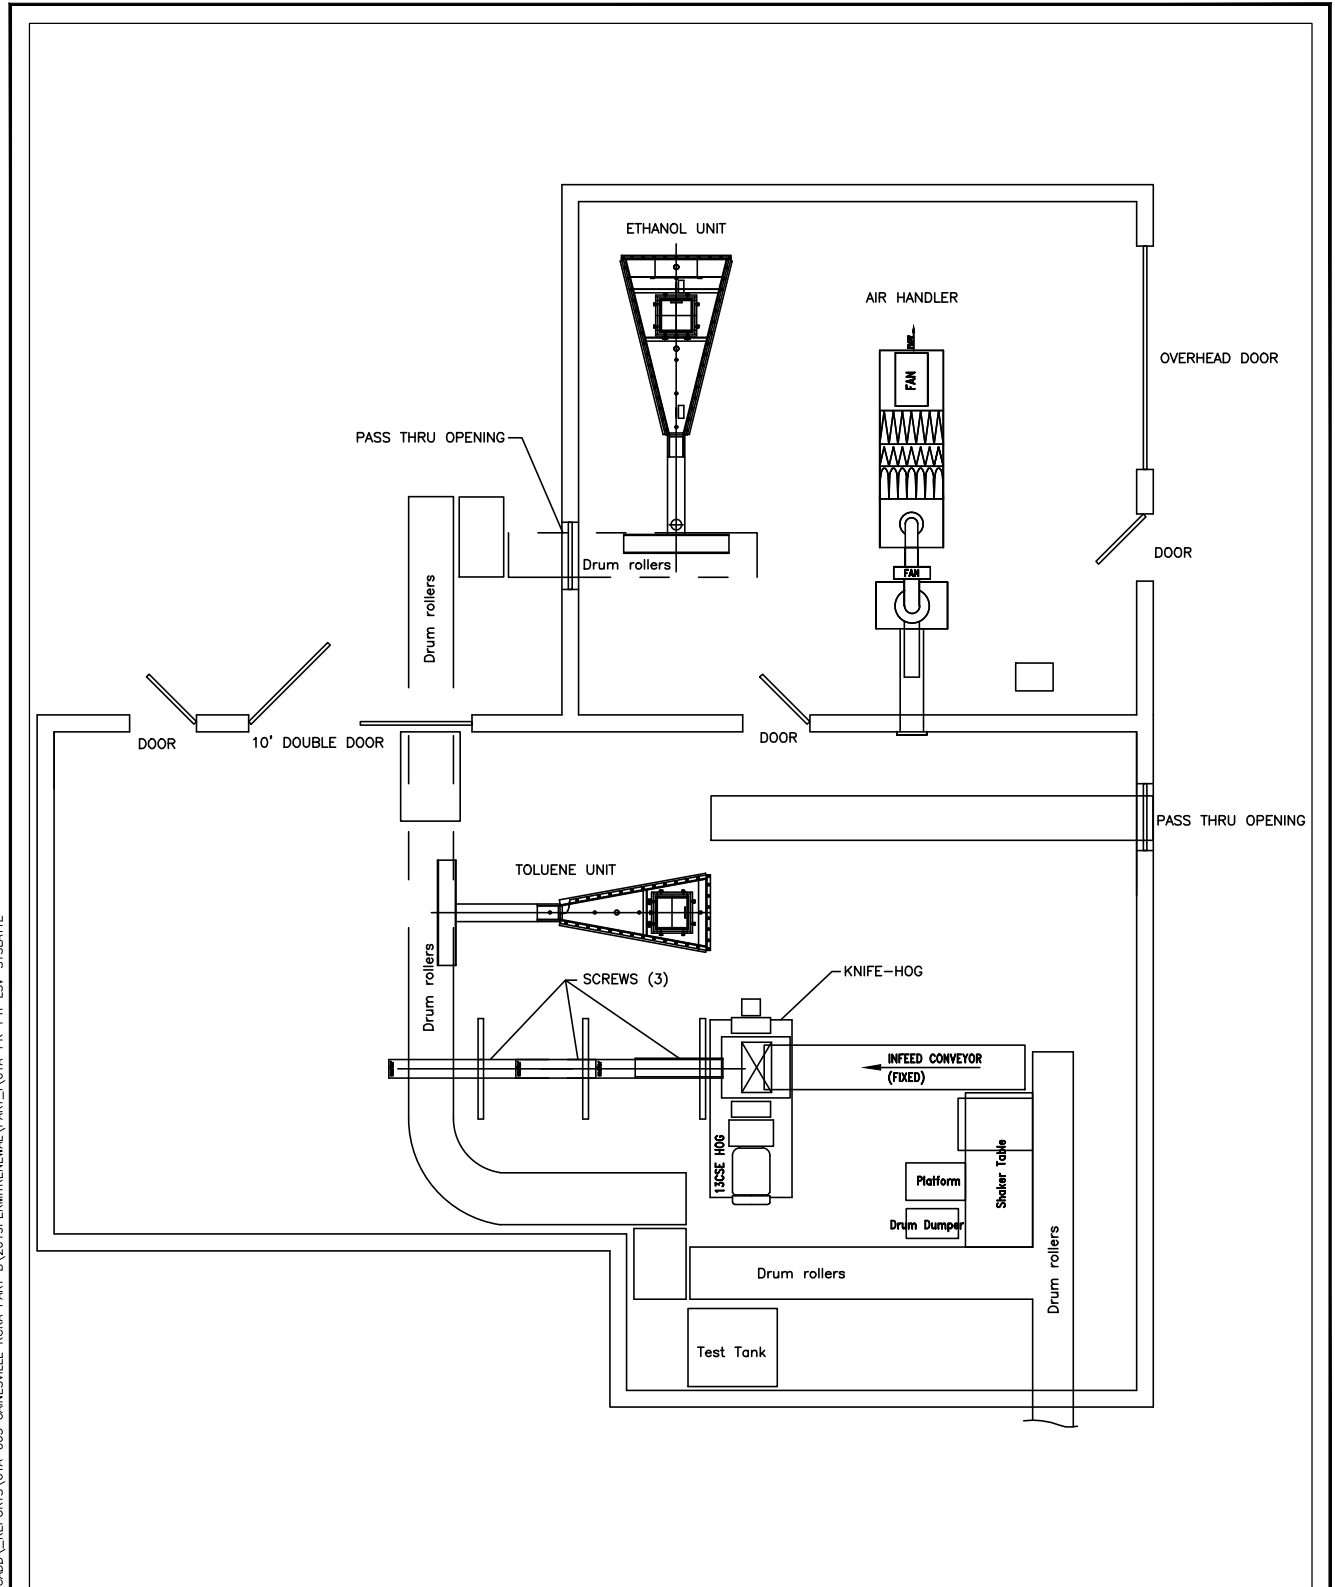 ETHANOL UNIT
AIR HANDLER
FAN
OVERHEAD DOOR
PASS THRU OPENING
DOOR
Drum rollers
FAN
Drum rollers
DOOR
10' DOUBLE DOOR
DOOR
PASS THRU OPENING
TOLUENE UNIT
Drum rollers
SCREWS (3)
KNIFE-HOG
INFEED CONVEYOR
(FIXED)
13CSE HOG
Shaker Table
Platform
Drum Dumper
Drum rollers
Drum rollers
Test Tank